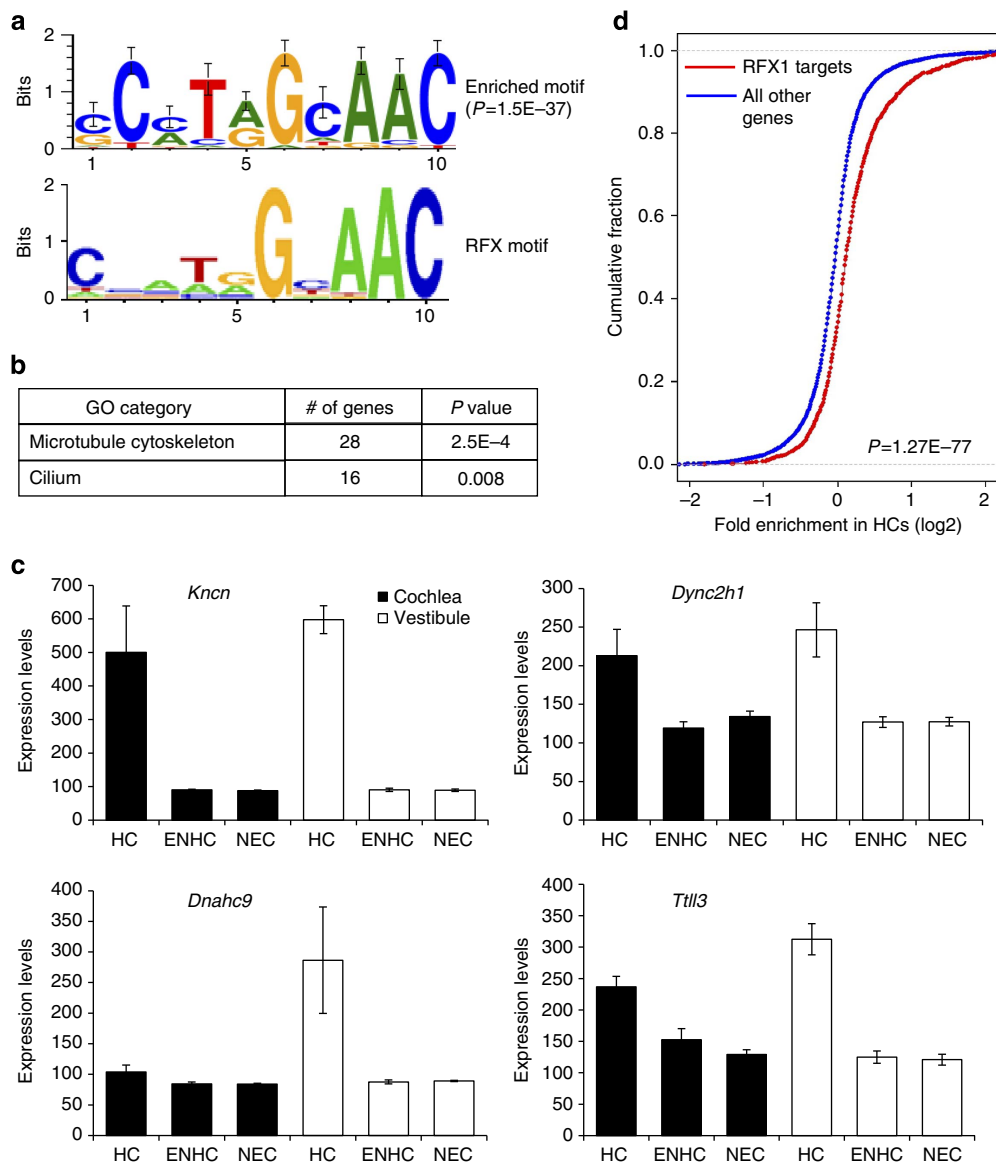 a
2
1
0
Bits
CCCTAGCAAC
1
5
10
Enriched motif
(P=1.5E–37)
2
1
0
Bits
1
5
10
RFX motif
b
GO category # of genes P value
Microtubule cytoskeleton 28 2.5E–4
Cilium 16 0.008
d
1.0
0.8
0.6
0.4
0.2
0.0
Cumulative fraction
RFX1 targets
All other
genes
P=1.27E–77
–2 –1 0 1 2
Fold enrichment in HCs (log2)
c
Kncn
Cochlea
Vestibule
700
600
500
400
300
200
100
0
Expression levels
HC ENHC NEC HC ENHC NEC
Dync2h1
300
250
200
150
100
50
0
Expression levels
HC ENHC NEC HC ENHC NEC
Dnahc9
400
350
300
250
200
150
100
50
0
Expression levels
HC ENHC NEC HC ENHC NEC
Ttll3
400
350
300
250
200
150
100
50
0
Expression levels
HC ENHC NEC HC ENHC NEC